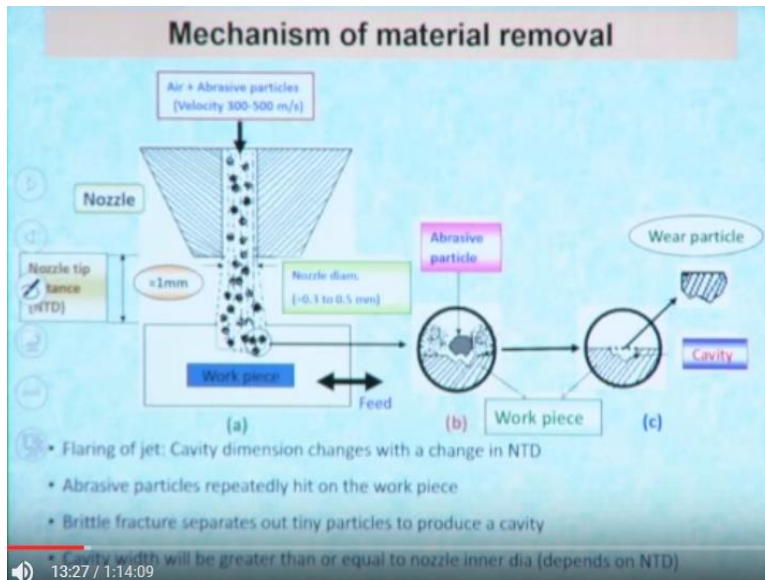 Mechanism of material removal
Air + Abrasive particles
(Velocity 300-500 m/s)
Nozzle
Nozzle tip
tance
(NTD)
≈1mm
Nozzle diam.
(≈0.3 to 0.5 mm)
Work piece
Feed
Abrasive
particle
Wear particle
Cavity
Work piece
(a)
(b)
(c)
• Flaring of jet: Cavity dimension changes with a change in NTD
• Abrasive particles repeatedly hit on the work piece
• Brittle fracture separates out tiny particles to produce a cavity
• Cavity width will be greater than or equal to nozzle inner dia (depends on NTD)
13:27 / 1:14:09